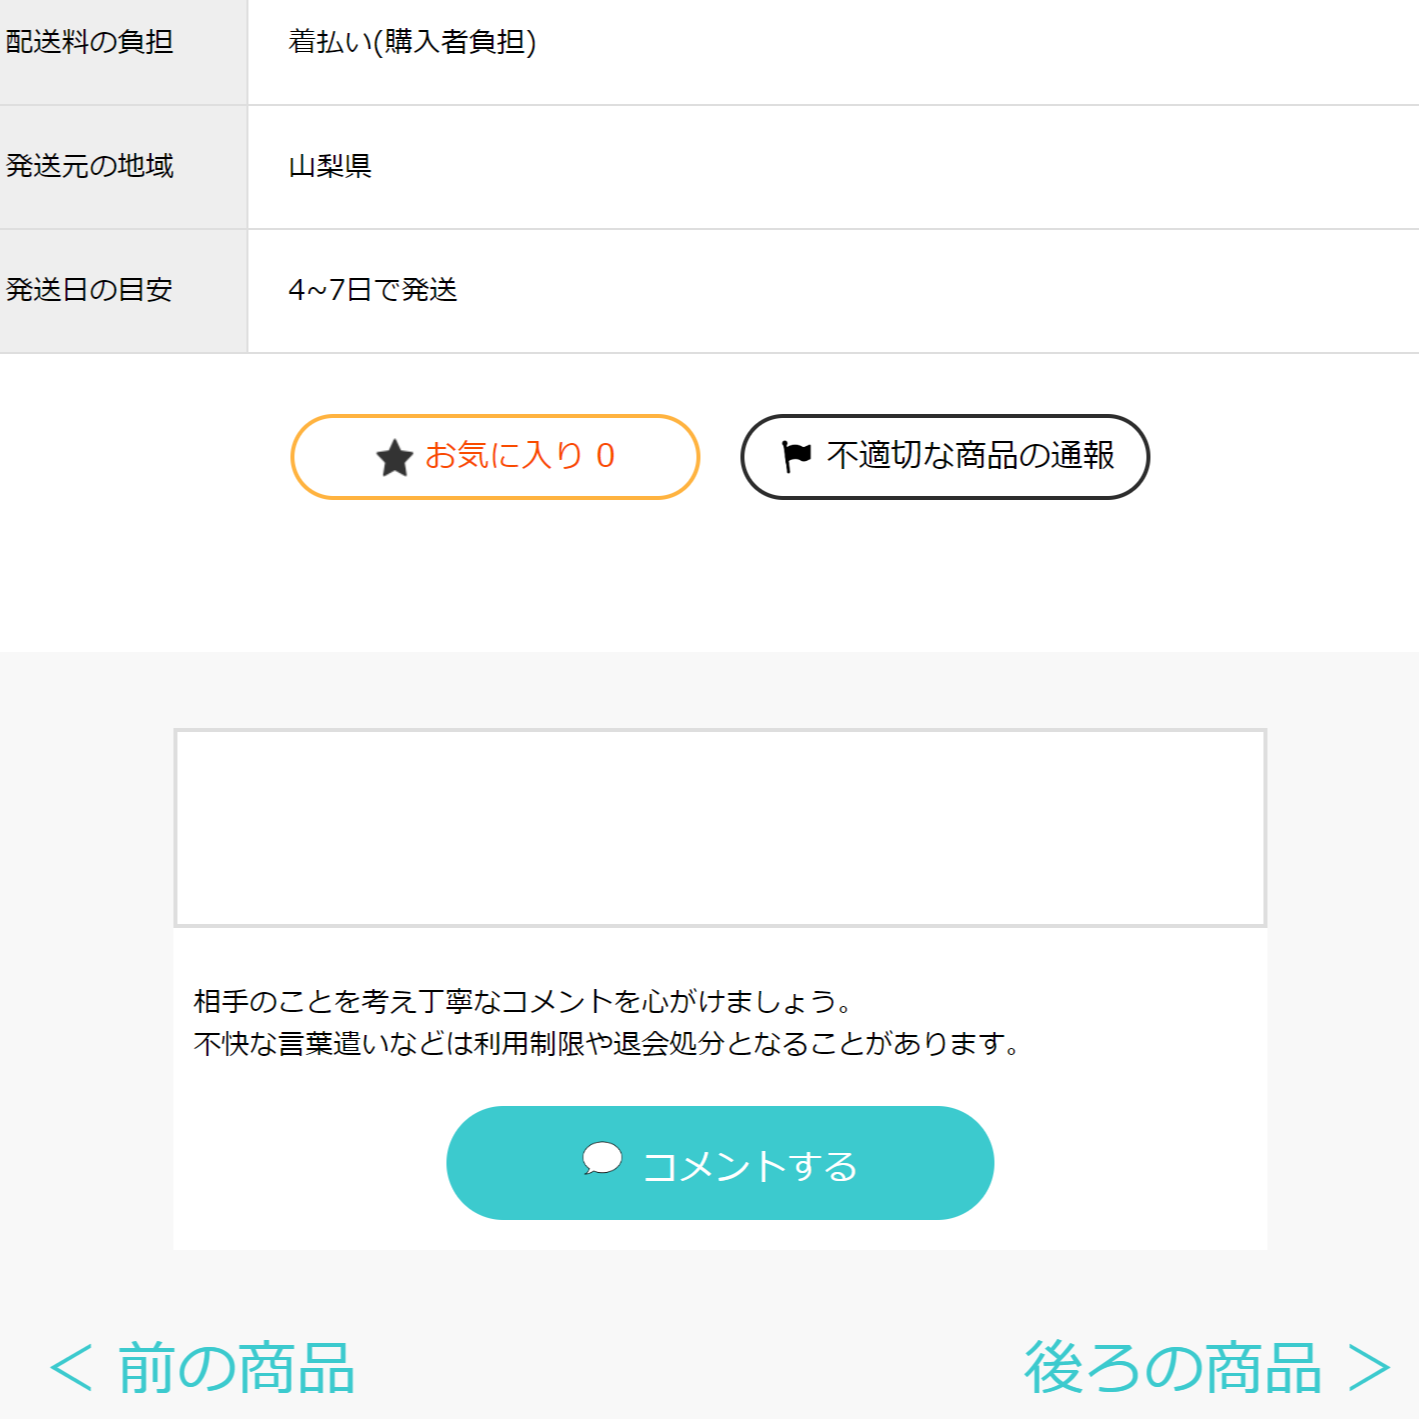 配送料の負担 着払い(購入者負担)
発送元の地域 山梨県
発送日の目安 4~7日で発送
お気に入り 0 不適切な商品の通報
相手のことを考え丁寧なコメントを心がけましょう。
不快な言葉遣いなどは利用制限や退会処分となることがあります。
コメントする
＜ 前の商品 後ろの商品 ＞